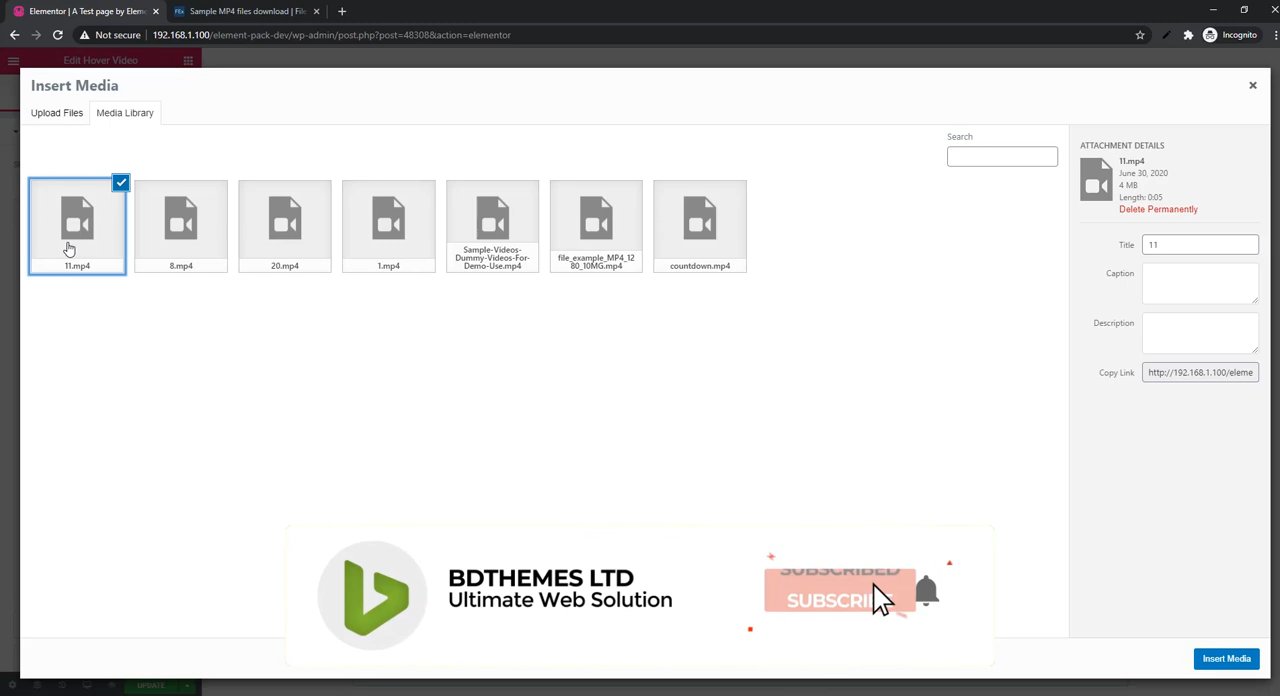 Elementor | A Test page by Elem
Sample MP4 files download | File
Not secure
192.168.1.100/element-pack-dev/wp-admin/post.php?post=48308&action=elementor
Incognito
Edit Hover Video
Insert Media
Upload Files
Media Library
Search
11.mp4
8.mp4
20.mp4
1.mp4
Sample-Videos-
Dummy-Videos-For-
Demo-Use.mp4
file_example_MP4_12
80_10MG.mp4
countdown.mp4
ATTACHMENT DETAILS
11.mp4
June 30, 2020
4 MB
Length: 0:05
Delete Permanently
Title
11
Caption
Description
Copy Link
http://192.168.1.100/eleme
BDTHEMES LTD
Ultimate Web Solution
SUBSCRIBED
SUBSCRIBE
Insert Media
UPDATE